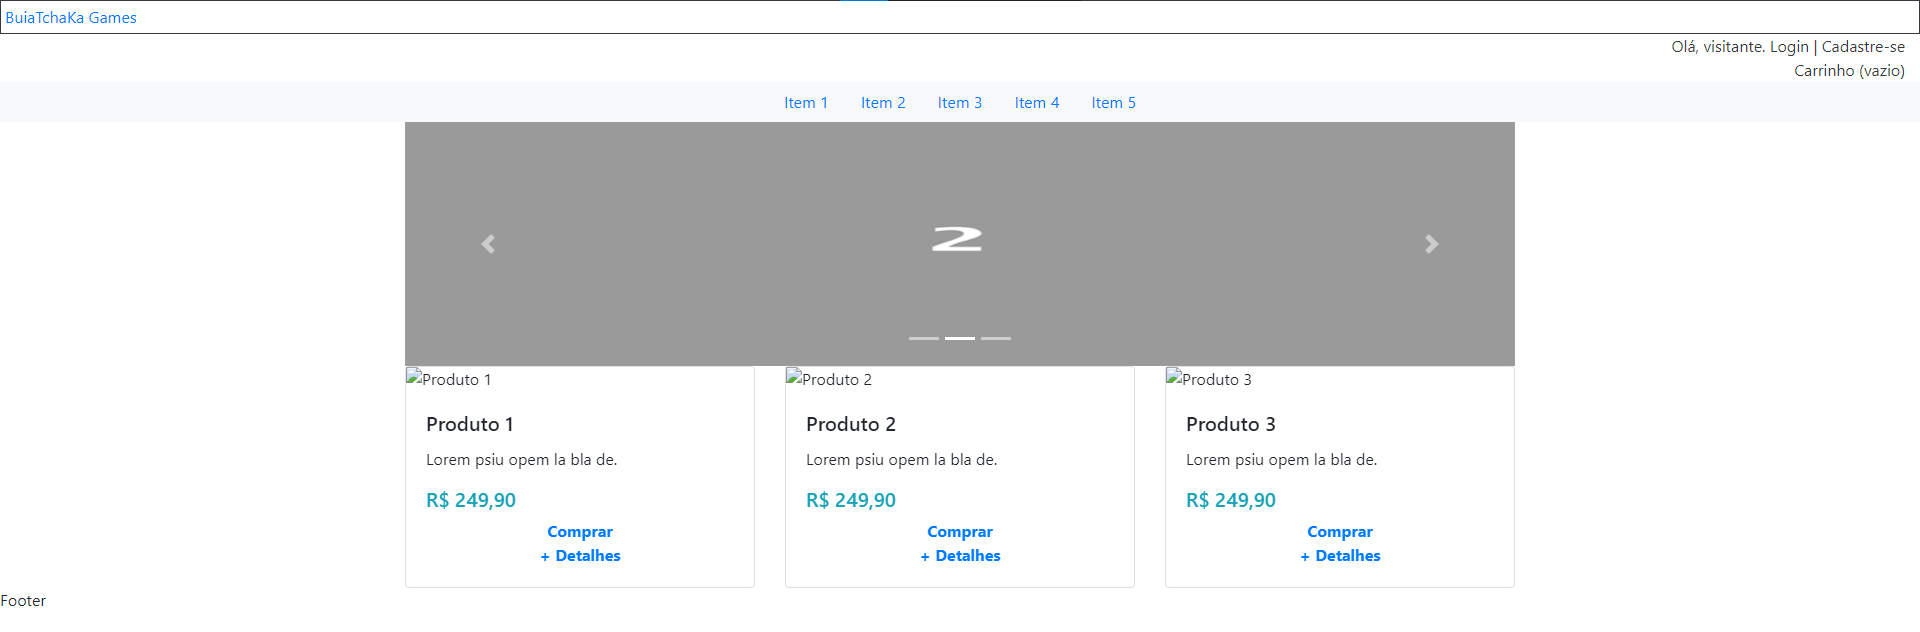 BuiaTchaKa Games
Olá, visitante. Login | Cadastre-se
Carrinho (vazio)
Item 1 Item 2 Item 3 Item 4 Item 5
2
Produto 1 Produto 2 Produto 3
Produto 1 Produto 2 Produto 3
Lorem psiu opem la bla de. Lorem psiu opem la bla de. Lorem psiu opem la bla de.
R$ 249,90 R$ 249,90 R$ 249,90
Comprar Comprar Comprar
+ Detalhes + Detalhes + Detalhes
Footer